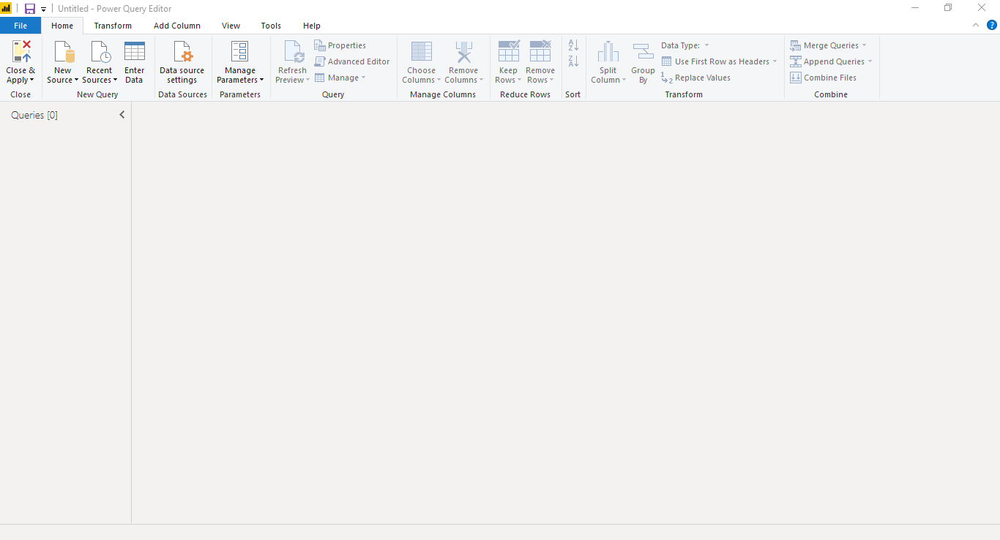 Untitled - Power Query Editor
File Home Transform Add Column View Tools Help
?
Close & Apply
New Source
Recent Sources
Enter Data
Data source settings
Manage Parameters
Refresh Preview
Properties
Advanced Editor
Manage
Choose Columns
Remove Columns
Keep Rows
Remove Rows
A Z
Z A
Split Column
Group By
Data Type:
Use First Row as Headers
1 2 Replace Values
Merge Queries
Append Queries
Combine Files
Close New Query Data Sources Parameters Query Manage Columns Reduce Rows Sort Transform Combine
Queries [0]